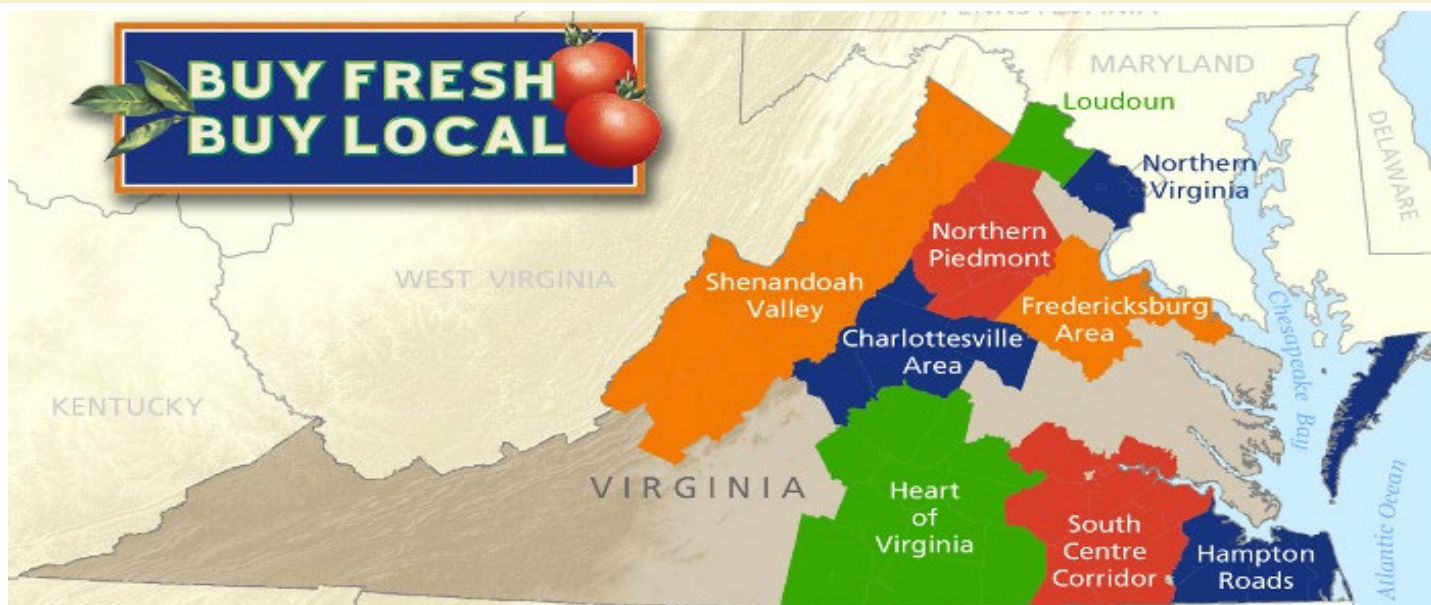 PENNSYLVANIA
BUY FRESH
BUY LOCAL
MARYLAND
Loudoun
DELAWARE
Northern
Virginia
Northern
Piedmont
WEST VIRGINIA
Shenandoah
Valley
Fredericksburg
Area
Chesapeake Bay
Charlottesville
Area
KENTUCKY
VIRGINIA
Heart
of
Virginia
South
Centre
Corridor
Hampton
Roads
Atlantic Ocean